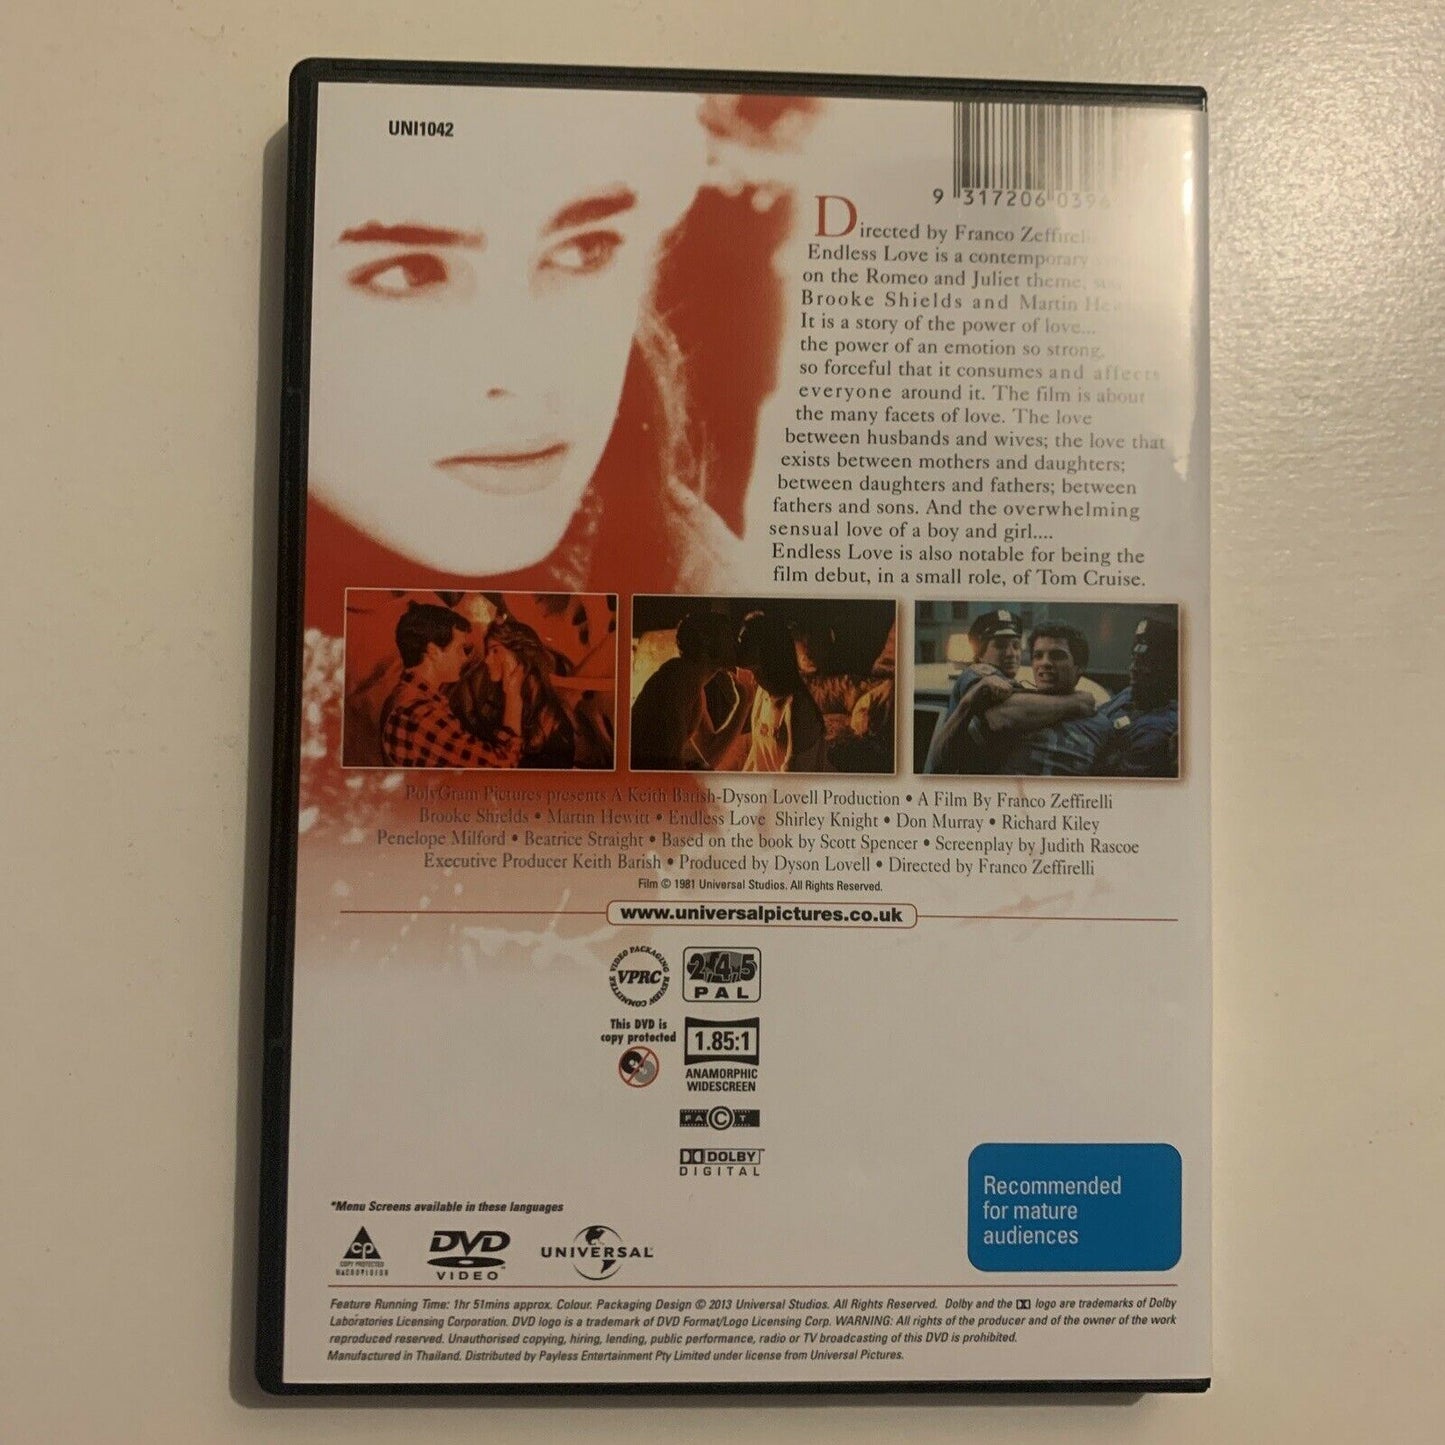 UNI1042
9 317206 039
Directed by Franco Zeffirelli
Endless Love is a contemporary
on the Romeo and Juliet theme,
Brooke Shields and Martin
It is a story of the power of love...
the power of an emotion so strong,
so forceful that it consumes and affects
everyone around it. The film is about
the many facets of love. The love
between husbands and wives; the love that
exists between mothers and daughters;
between daughters and fathers; between
fathers and sons. And the overwhelming
sensual love of a boy and girl....
Endless Love is also notable for being the
film debut, in a small role, of Tom Cruise.
PolyGram Pictures presents A Keith Barish-Dyson Lovell Production • A Film By Franco Zeffirelli
Brooke Shields • Martin Hewitt • Endless Love Shirley Knight • Don Murray • Richard Kiley
Penelope Milford • Beatrice Straight • Based on the book by Scott Spencer • Screenplay by Judith Rascoe
Executive Producer Keith Barish • Produced by Dyson Lovell • Directed by Franco Zeffirelli
Film © 1981 Universal Studios. All Rights Reserved.
www.universalpictures.co.uk
VIDEO PACKAGING REVIEW COMMITTEE
VPRC
2,4,5
PAL
This DVD is
copy protected
1.85:1
ANAMORPHIC
WIDESCREEN
FACT
DOLBY
DIGITAL
Recommended
for mature
audiences
*Menu Screens available in these languages
CP
COPY PROTECTED
MACROVISION
DVD
VIDEO
UNIVERSAL
Feature Running Time: 1hr 51mins approx. Colour. Packaging Design © 2013 Universal Studios. All Rights Reserved. Dolby and the logo are trademarks of Dolby
Laboratories Licensing Corporation. DVD logo is a trademark of DVD Format/Logo Licensing Corp. WARNING: All rights of the producer and of the owner of the work
reproduced reserved. Unauthorised copying, hiring, lending, public performance, radio or TV broadcasting of this DVD is prohibited.
Manufactured in Thailand. Distributed by Payless Entertainment Pty Limited under license from Universal Pictures.